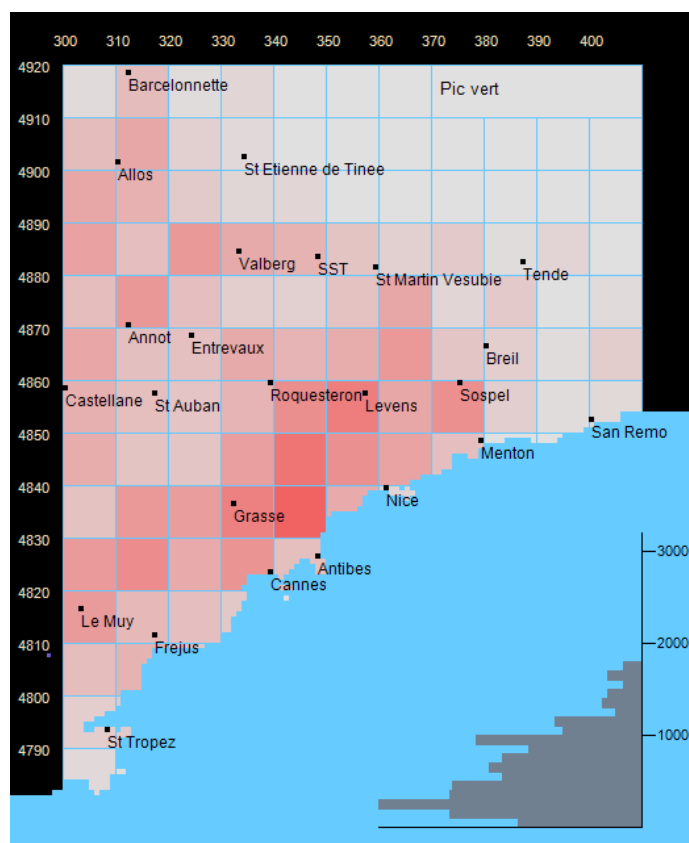 300 310 320 330 340 350 360 370 380 390 400
4920
Barcelonnette
Pic vert
4910
4900
Allos
St Etienne de Tinee
4890
Valberg
SST
St Martin Vesubie
Tende
4880
4870
Annot
Entrevaux
Breil
4860
Castellane
St Auban
Roquesteron
Levens
Sospel
4850
San Remo
Menton
4840
Nice
Grasse
4830
3000
Antibes
Cannes
4820
Le Muy
Frejus
4810
2000
4800
St Tropez
1000
4790